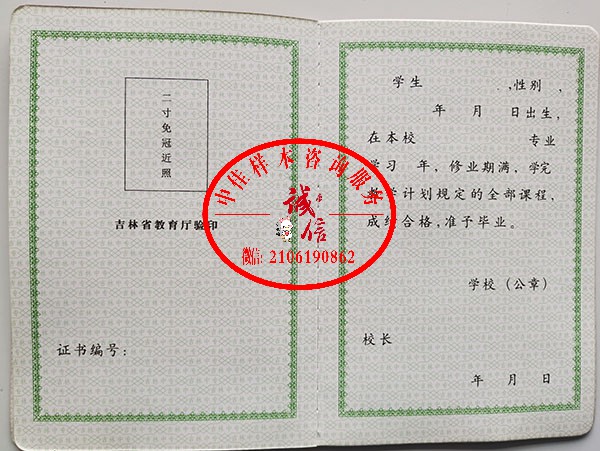 二寸免冠近照
吉林省教育厅验印
证书编号：
学生 ,性别 ,
年 月 日出生,
在本校 专业
学习 年,修业期满,学完
教学计划规定的全部课程,
成绩合格,准予毕业。
学校（公章）
校长
年 月 日
中佳样本咨询服务
诚信
微信: 2106190862